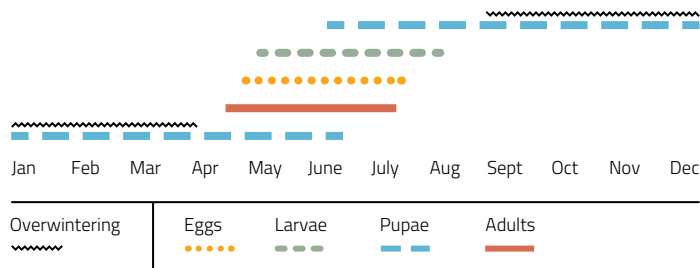 Jan Feb Mar Apr May June July Aug Sept Oct Nov Dec
Overwintering Eggs Larvae Pupae Adults